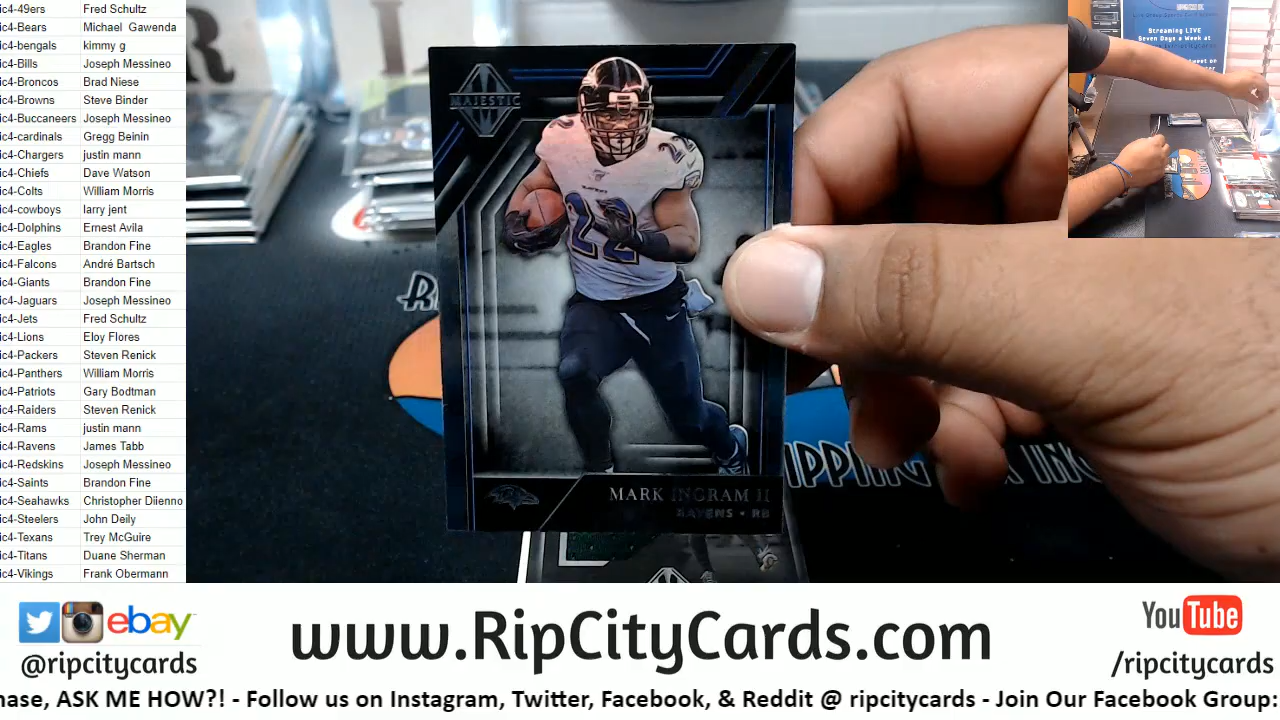 ic4-49ers Fred Schultz
ic4-Bears Michael Gawenda
ic4-bengals kimmy g
ic4-Bills Joseph Messineo
ic4-Broncos Brad Niese
ic4-Browns Steve Binder
ic4-Buccaneers Joseph Messineo
ic4-cardinals Gregg Beinin
ic4-Chargers justin mann
ic4-Chiefs Dave Watson
ic4-Colts William Morris
ic4-cowboys larry jent
ic4-Dolphins Ernest Avila
ic4-Eagles Brandon Fine
ic4-Falcons André Bartsch
ic4-Giants Brandon Fine
ic4-Jaguars Joseph Messineo
ic4-Jets Fred Schultz
ic4-Lions Eloy Flores
ic4-Packers Steven Renick
ic4-Panthers William Morris
ic4-Patriots Gary Bodtman
ic4-Raiders Steven Renick
ic4-Rams justin mann
ic4-Ravens James Tabb
ic4-Redskins Joseph Messineo
ic4-Saints Brandon Fine
ic4-Seahawks Christopher Diienno
ic4-Steelers John Deily
ic4-Texans Trey McGuire
ic4-Titans Duane Sherman
ic4-Vikings Frank Obermann
MAJESTIC
22
22
MARK INGRAM II
RAVENS • RB
Streaming LIVE
Seven Days a Week at
ebay
@ripcitycards
www.RipCityCards.com
YouTube
/ripcitycards
hase, ASK ME HOW?! - Follow us on Instagram, Twitter, Facebook, & Reddit @ ripcitycards - Join Our Facebook Group: